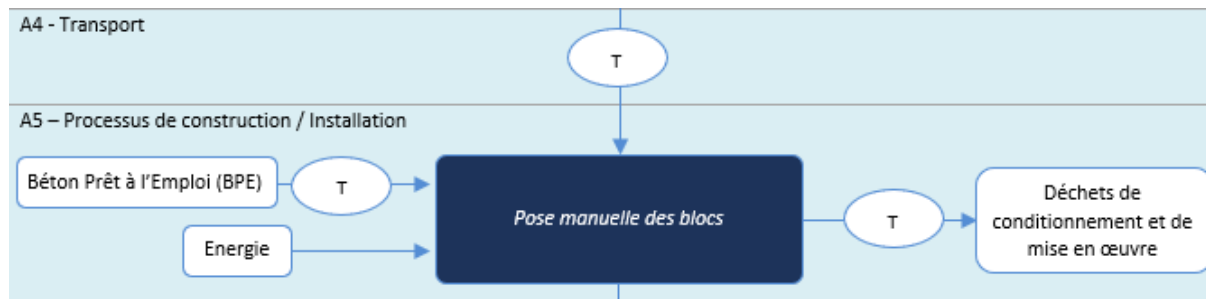 A4 - Transport
T
A5 – Processus de construction / Installation
Béton Prêt à l'Emploi (BPE)
T
Pose manuelle des blocs
T
Déchets de
conditionnement et de
mise en œuvre
Energie